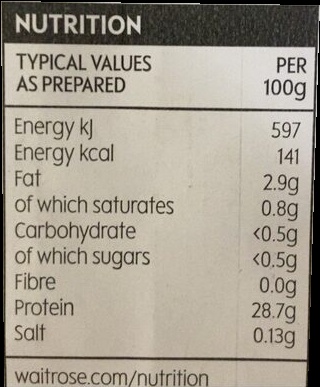 NUTRITION
TYPICAL VALUES PER
AS PREPARED 100g
Energy kJ 597
Energy kcal 141
Fat 2.9g
of which saturates 0.8g
Carbohydrate <0.5g
of which sugars <0.5g
Fibre 0.0g
Protein 28.7g
Salt 0.13g
waitrose.com/nutrition